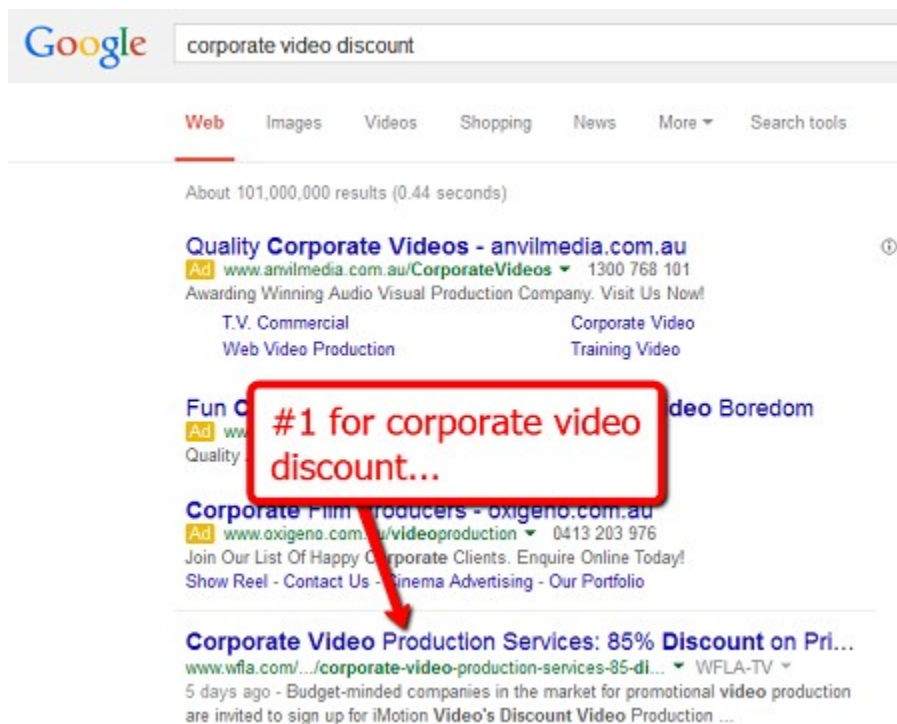 Google
corporate video discount
Web Images Videos Shopping News More Search tools
About 101,000,000 results (0.44 seconds)
Quality Corporate Videos - anvilmedia.com.au
Ad www.anvilmedia.com.au/CorporateVideos 1300 768 101
Awarding Winning Audio Visual Production Company. Visit Us Now!
T.V. Commercial Corporate Video
Web Video Production Training Video
Fun Boredom
Ad
Quality
#1 for corporate video
discount...
Corporate Film Producers - oxigeno.com.au
Ad www.oxigeno.com.au/videoproduction 0413 203 976
Join Our List Of Happy Corporate Clients. Enquire Online Today!
Show Reel - Contact Us - Cinema Advertising - Our Portfolio
Corporate Video Production Services: 85% Discount on Pri...
www.wfla.com/.../corporate-video-production-services-85-di... WFLA-TV
5 days ago - Budget-minded companies in the market for promotional video production
are invited to sign up for iMotion Video's Discount Video Production ...